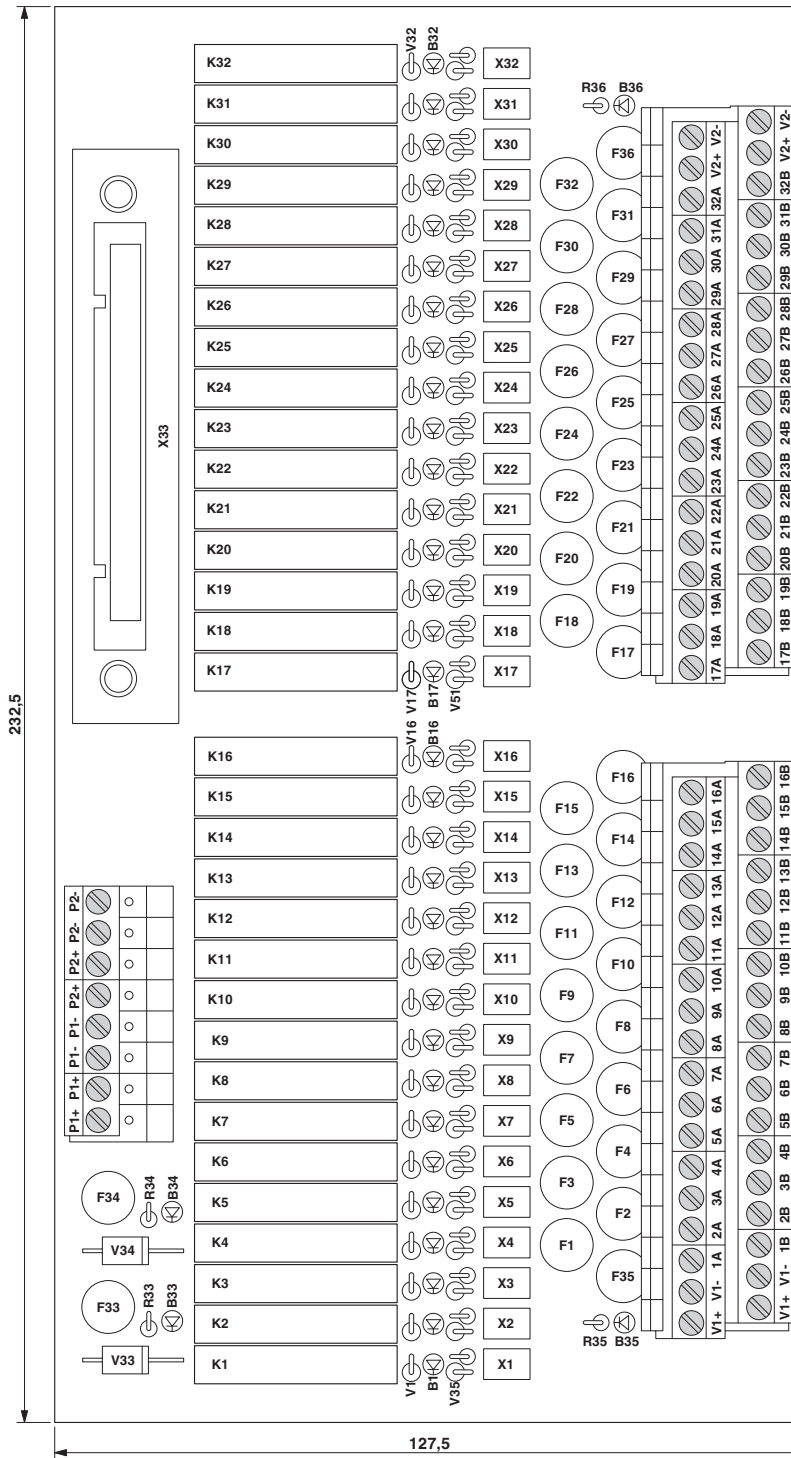 V32 B32
K32 X32
R36 B36
K31 X31
K30 X30
K29 X29
K28 X28
K27 X27
K26 X26
K25 X25
K24 X24
K23 X23
K22 X22
K21 X21
K20 X20
K19 X19
K18 X18
K17 X17
X33
V17 B17 V51
V16 B16
K16 X16
K15 X15
K14 X14
K13 X13
K12 X12
K11 X11
K10 X10
K9 X9
K8 X8
K7 X7
K6 X6
K5 X5
K4 X4
K3 X3
K2 X2
K1 X1
V1 B1 V35
F36
F32
F31
F30
F29
F28
F27
F26
F25
F24
F23
F22
F21
F20
F19
F18
F17
F16
F15
F14
F13
F12
F11
F10
F9
F8
F7
F6
F5
F4
F3
F2
F1
F35
R35 B35
17A 18A 19A 20A 21A 22A 23A 24A 25A 26A 27A 28A 29A 30A 31A 32A V2+ V2-
17B 18B 19B 20B 21B 22B 23B 24B 25B 26B 27B 28B 29B 30B 31B 32B V2+ V2-
V1+ V1- 1A 2A 3A 4A 5A 6A 7A 8A 9A 10A 11A 12A 13A 14A 15A 16A
V1+ V1- 1B 2B 3B 4B 5B 6B 7B 8B 9B 10B 11B 12B 13B 14B 15B 16B
P1+ P1+ P1- P1- P2+ P2+ P2- P2-
F34 R34 B34
V34
F33 R33 B33
V33
232,5
127,5